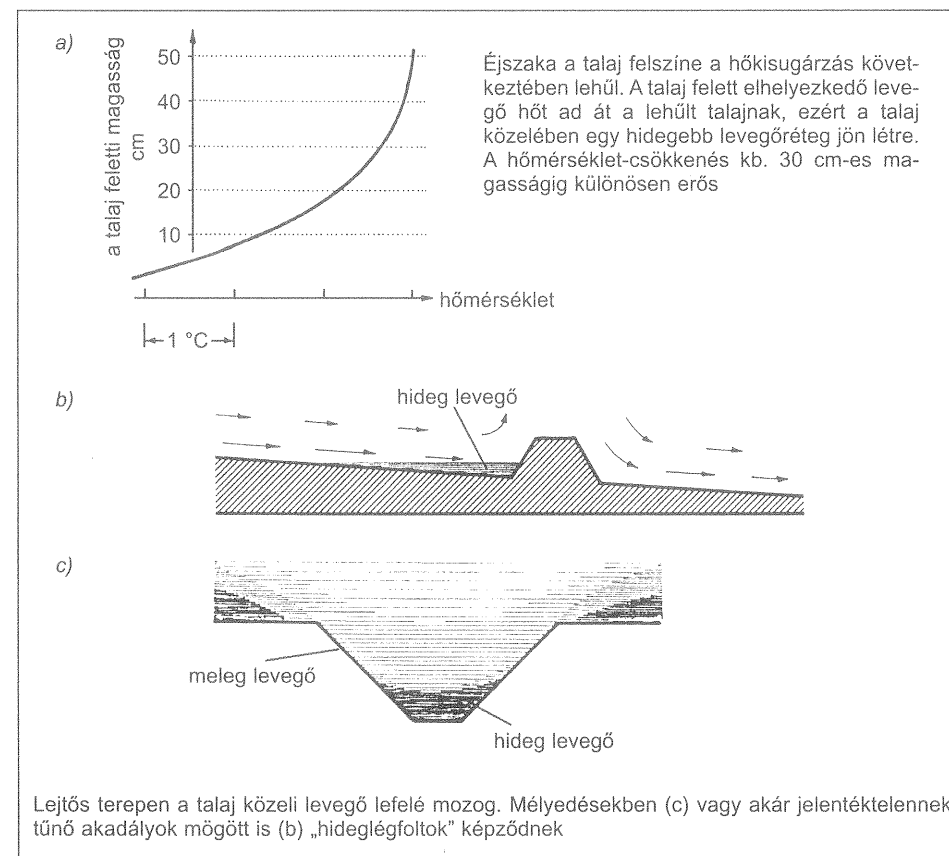 a)
a talaj feletti magasság
cm
50
40
30
20
10
hőmérséklet
1 °C
Éjszaka a talaj felszíne a hőkisugárzás követ-
keztében lehűl. A talaj felett elhelyezkedő leve-
gő hőt ad át a lehűlt talajnak, ezért a talaj
közelében egy hidegebb levegőréteg jön létre.
A hőmérséklet-csökkenés kb. 30 cm-es ma-
gasságig különösen erős
b)
hideg levegő
c)
meleg levegő
hideg levegő
Lejtős terepen a talaj közeli levegő lefelé mozog. Mélyedésekben (c) vagy akár jelentéktelennek
tűnő akadályok mögött is (b) „hideglégfoltok” képződnek